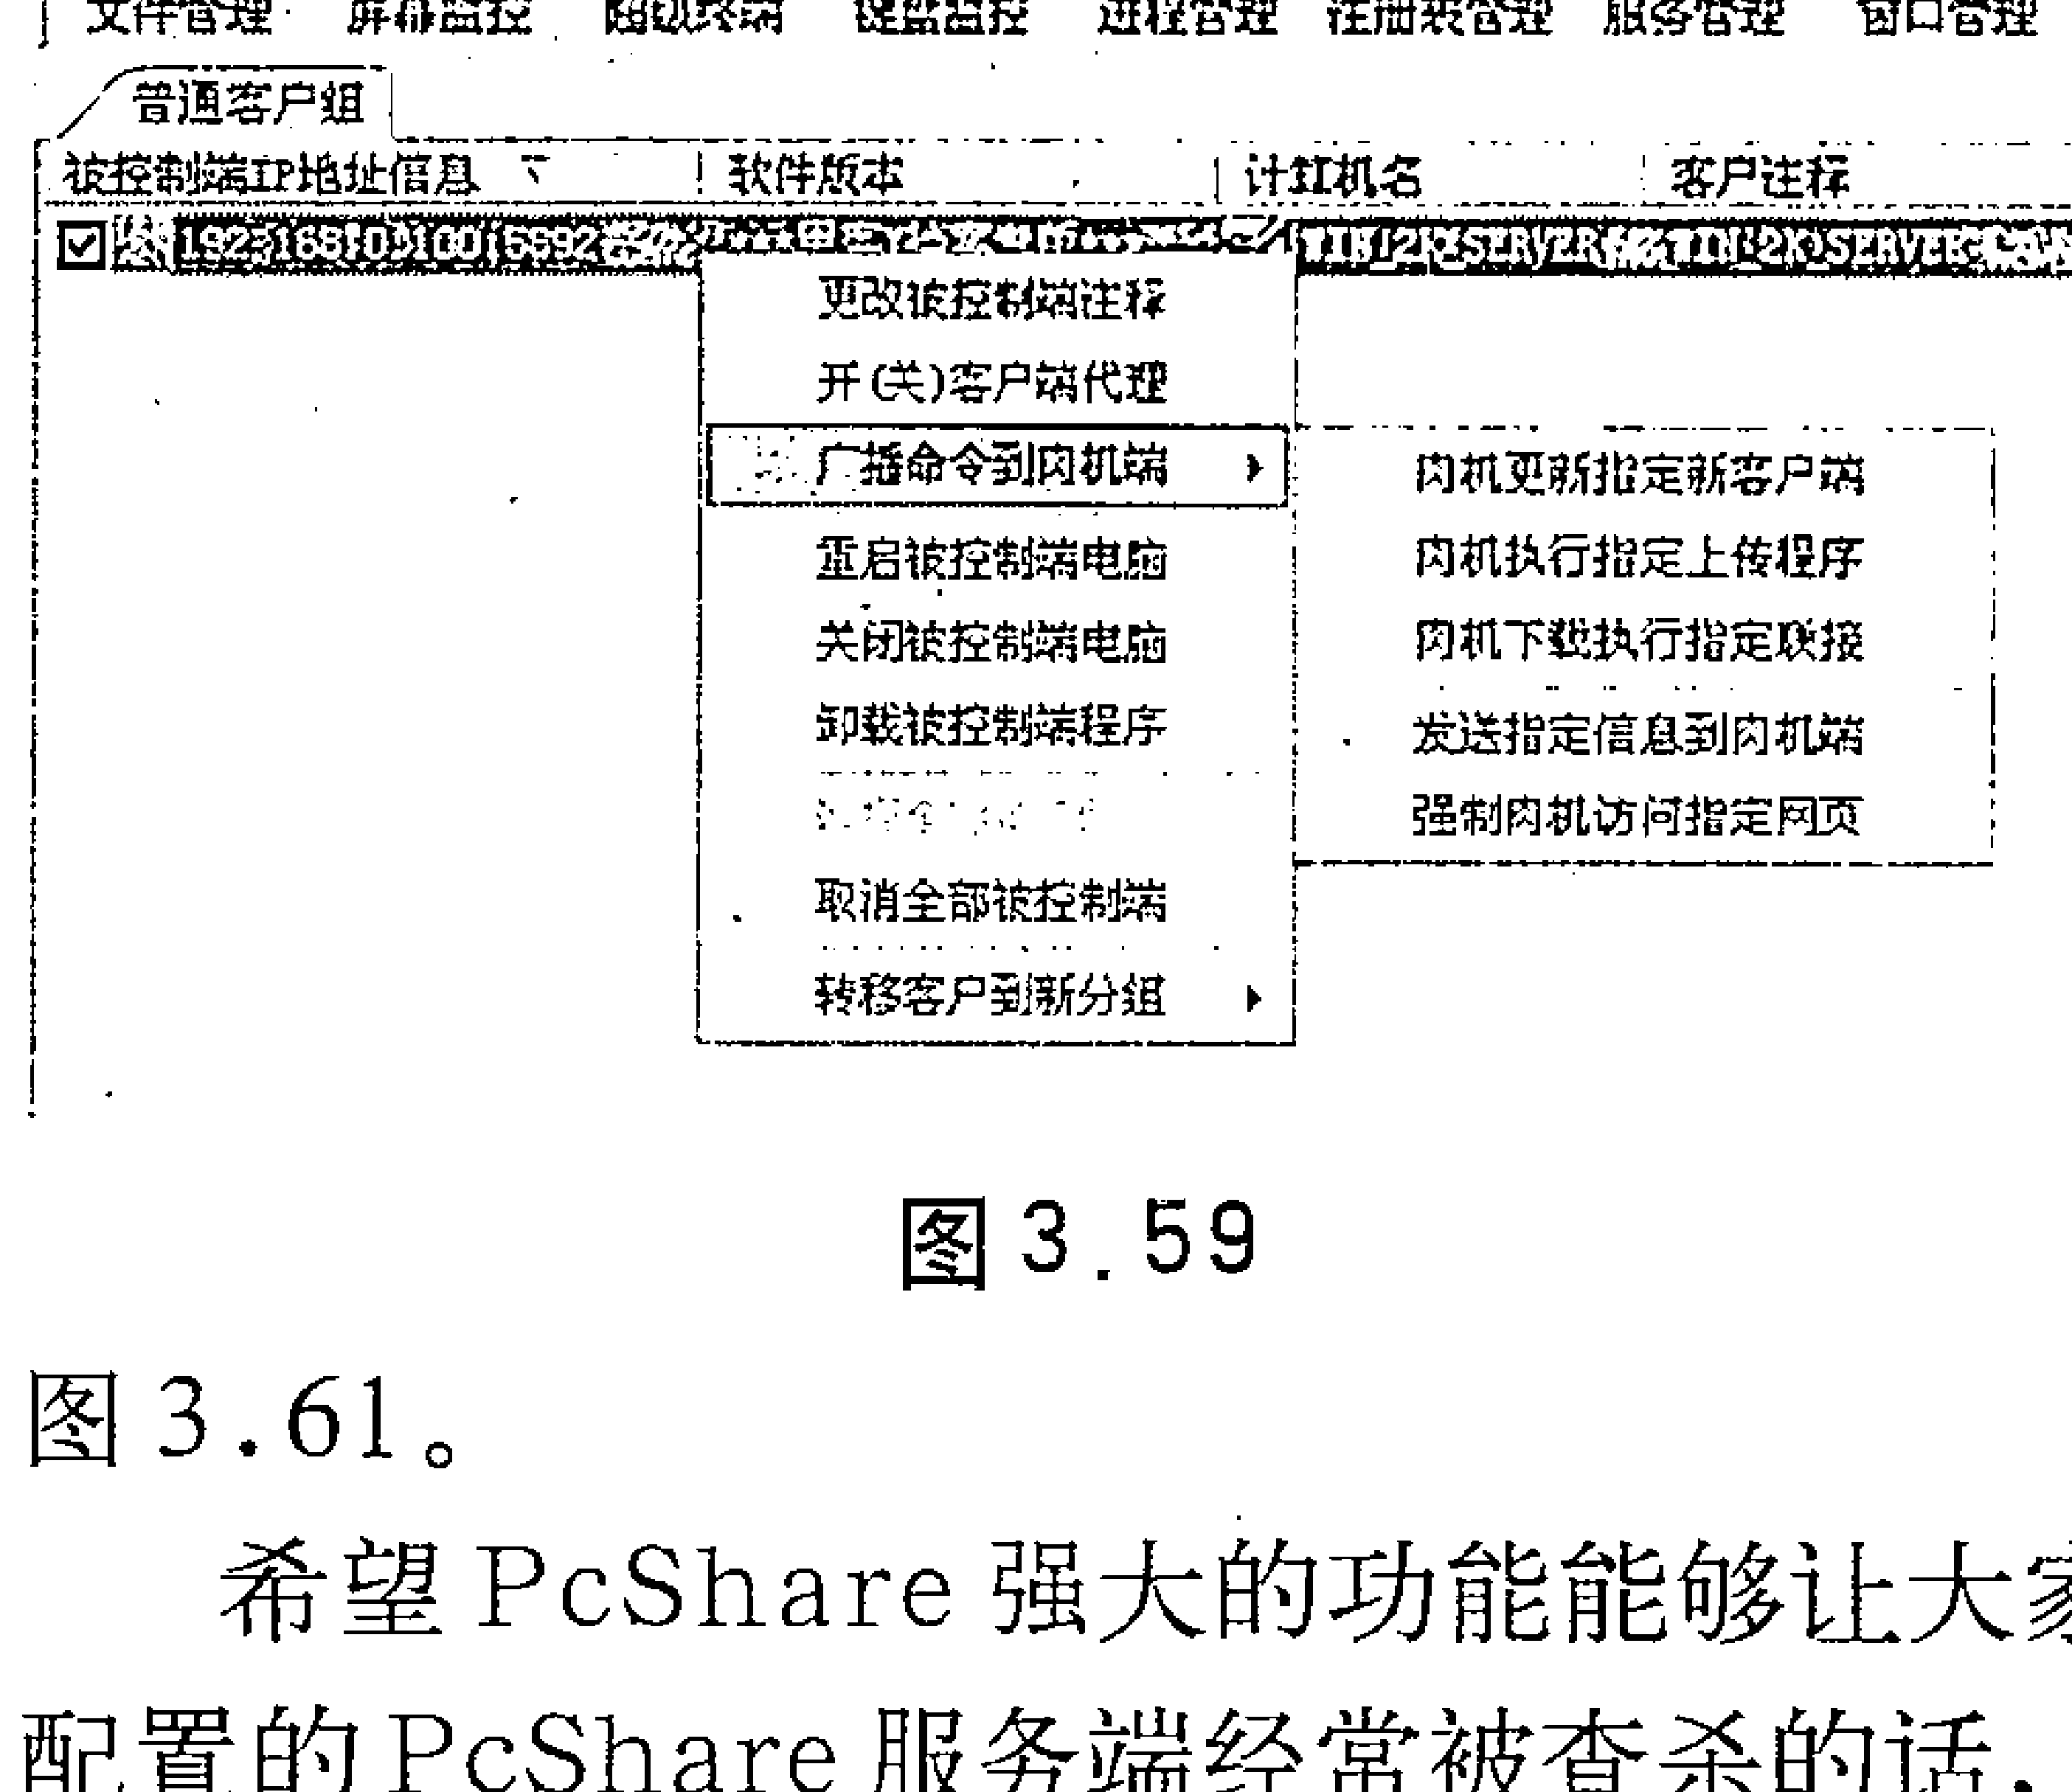 文件管理 屏幕监控 超级终端 键盘监控 进程管理 注册表管理 服务管理 窗口管理
普通客户组
被控制端IP地址信息 软件版本 计算机名 客户注释
更改被控制端注释
开(关)客户端代理
广播命令到肉机端
肉机更新指定新客户端
肉机执行指定上传程序
重启被控制端电脑
肉机下载执行指定联接
关闭被控制端电脑
发送指定信息到肉机端
卸载被控制端程序
强制肉机访问指定网页
取消全部被控制端
转移客户到新分组
图3.59
图3.61。
希望PcShare强大的功能能够让大家
配置的PcShare服务端经常被查杀的话,